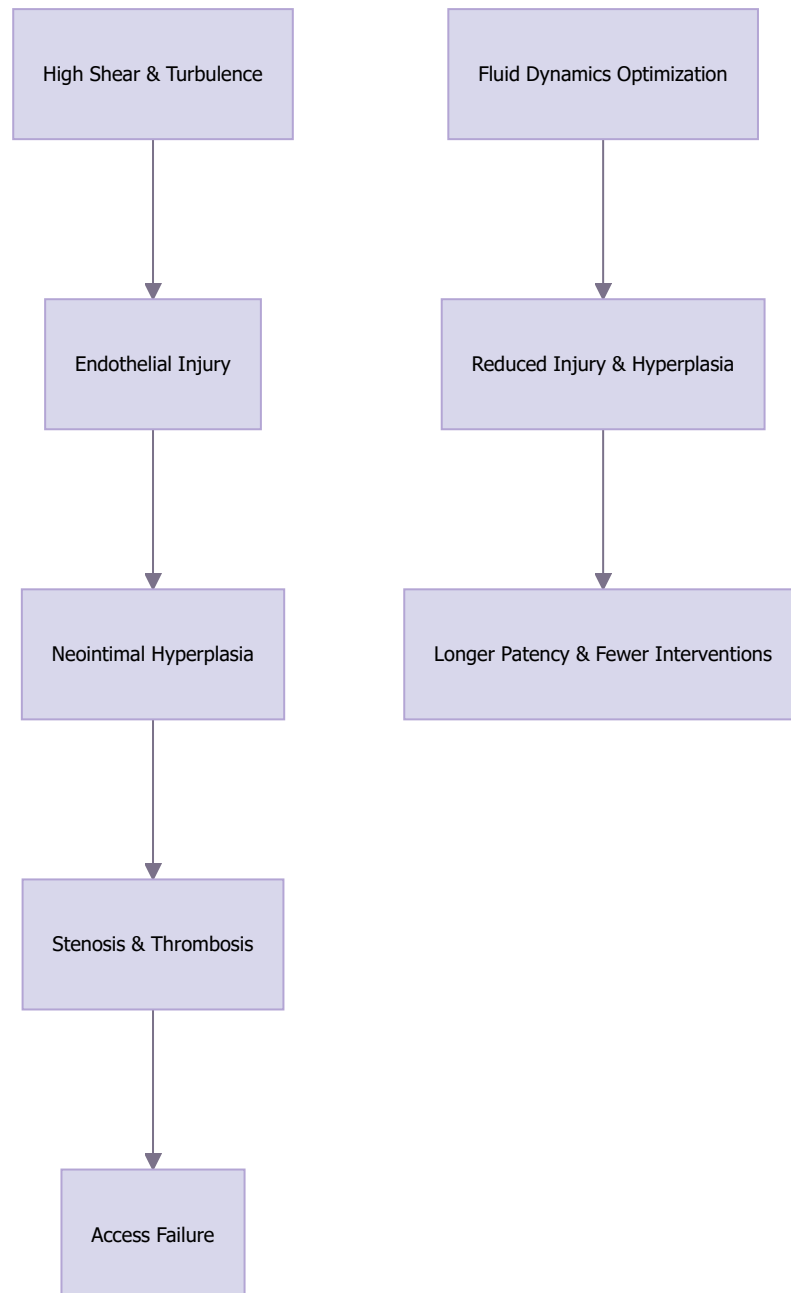 High Shear & Turbulence
Endothelial Injury
Neointimal Hyperplasia
Stenosis & Thrombosis
Access Failure
Fluid Dynamics Optimization
Reduced Injury & Hyperplasia
Longer Patency & Fewer Interventions